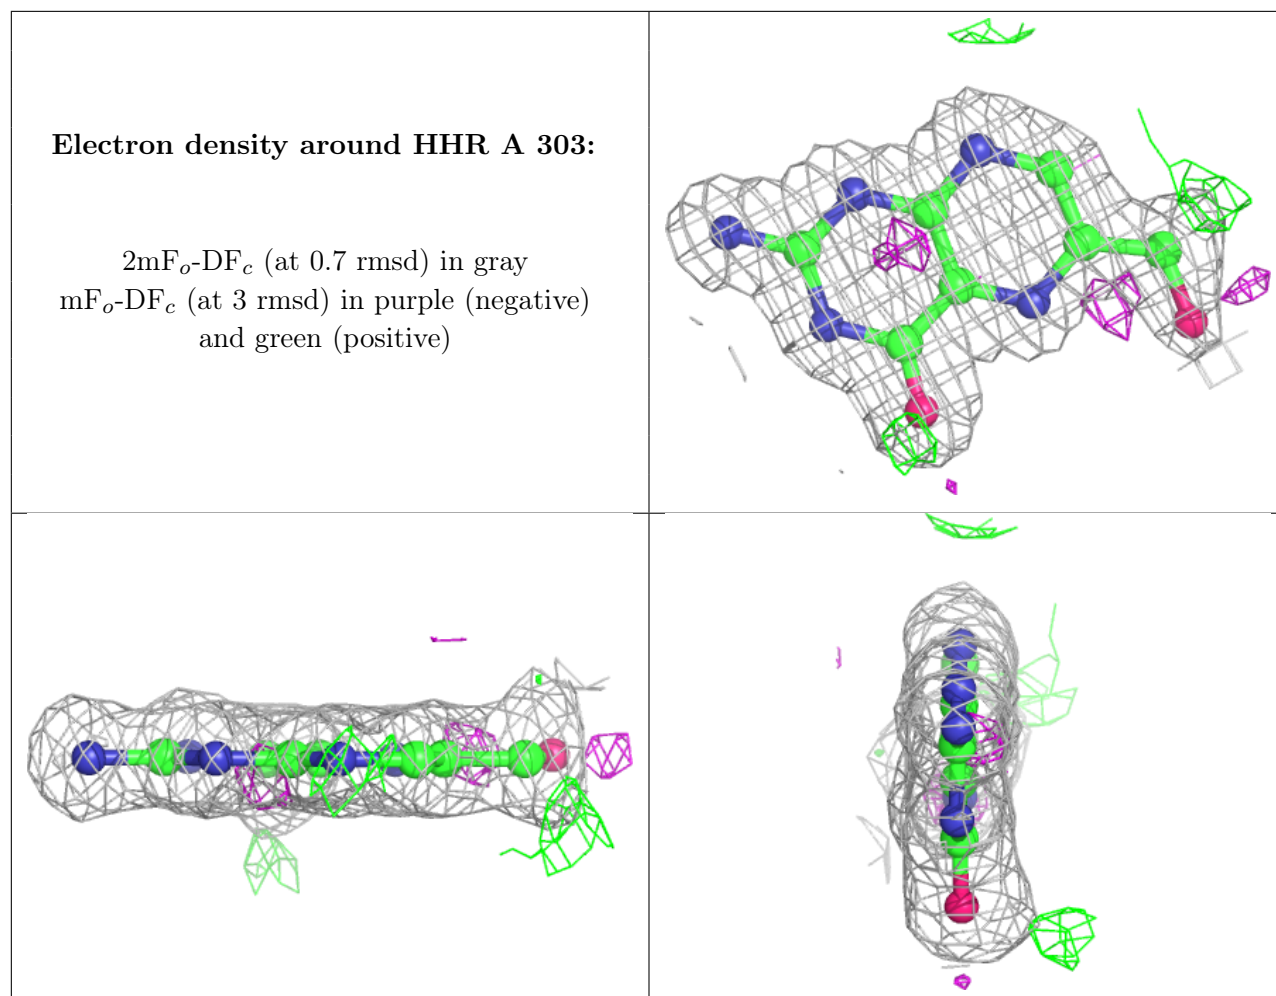 Electron density around HHR A 303:
2mFo-DFc (at 0.7 rmsd) in gray
mFo-DFc (at 3 rmsd) in purple (negative)
and green (positive)